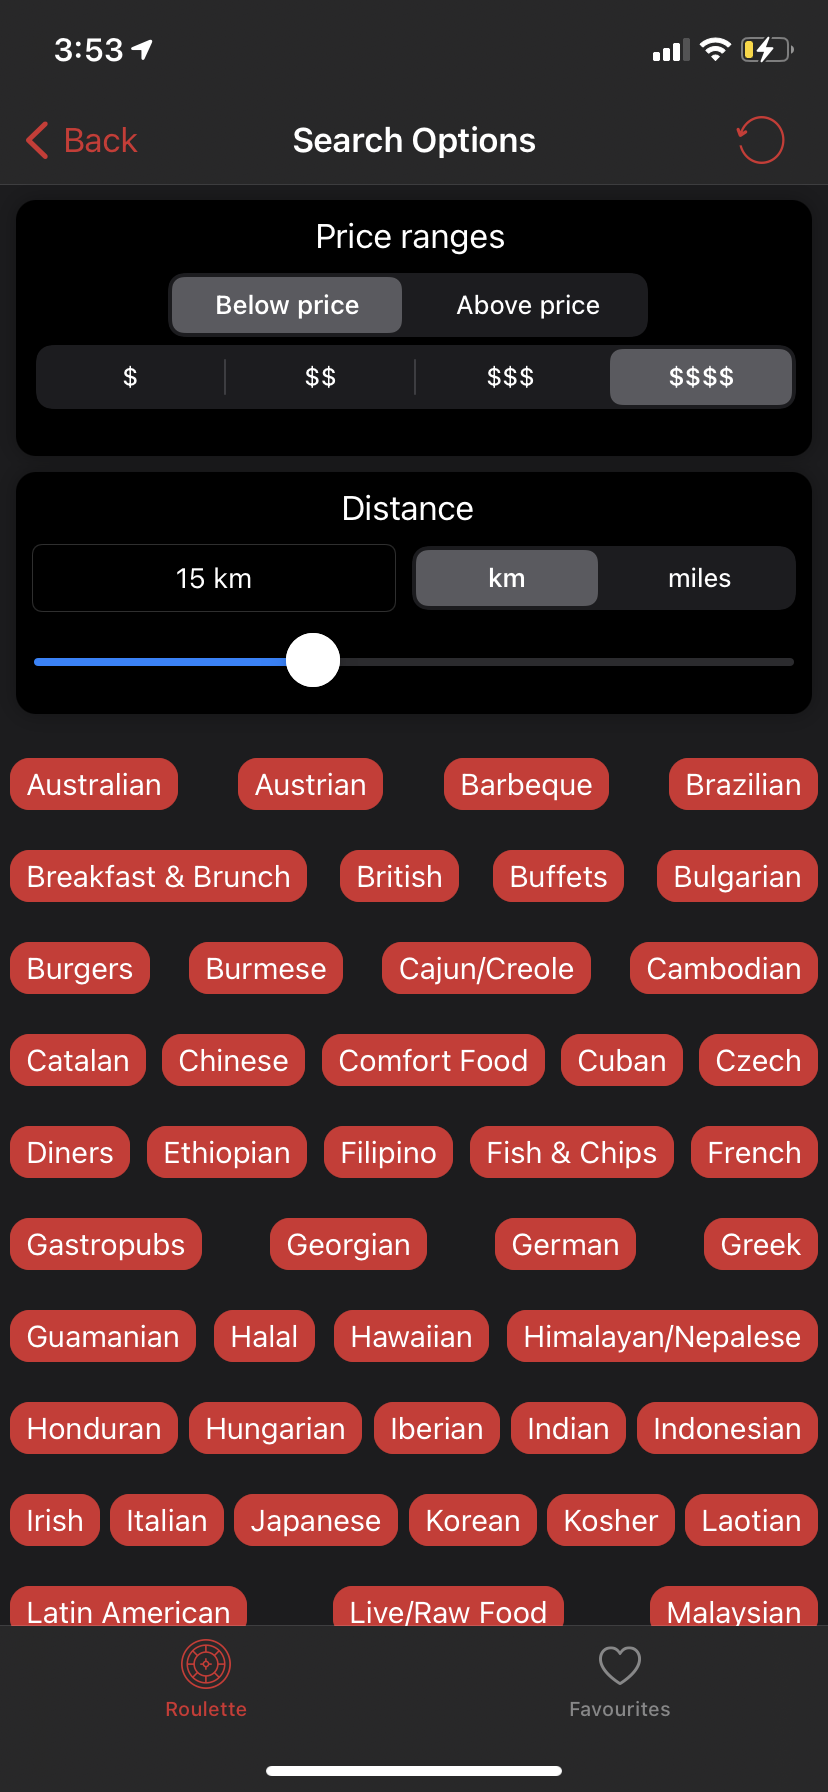 3:53
Back
Search Options
Price ranges
Below price Above price
$ $$ $$$ $$$$
Distance
15 km km miles
Australian Austrian Barbeque Brazilian
Breakfast & Brunch British Buffets Bulgarian
Burgers Burmese Cajun/Creole Cambodian
Catalan Chinese Comfort Food Cuban Czech
Diners Ethiopian Filipino Fish & Chips French
Gastropubs Georgian German Greek
Guamanian Halal Hawaiian Himalayan/Nepalese
Honduran Hungarian Iberian Indian Indonesian
Irish Italian Japanese Korean Kosher Laotian
Latin American Live/Raw Food Malaysian
Roulette Favourites